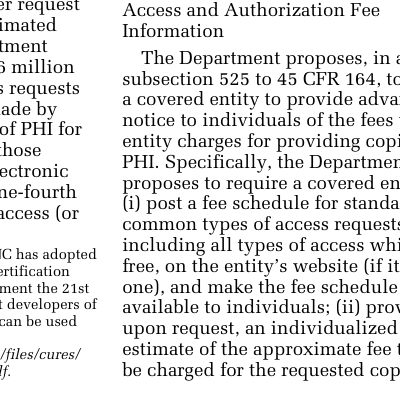 er request
imated
tment
6 million
s requests
ade by
of PHI for
those
ectronic
ne-fourth
access (or
NC has adopted
ertification
ment the 21st
t developers of
can be used
/files/cures/
df.
Access and Authorization Fee
Information
The Department proposes, in a
subsection 525 to 45 CFR 164, to
a covered entity to provide adva
notice to individuals of the fees
entity charges for providing copi
PHI. Specifically, the Departmen
proposes to require a covered en
(i) post a fee schedule for standa
common types of access requests
including all types of access whi
free, on the entity's website (if it
one), and make the fee schedule
available to individuals; (ii) prov
upon request, an individualized
estimate of the approximate fee t
be charged for the requested cop